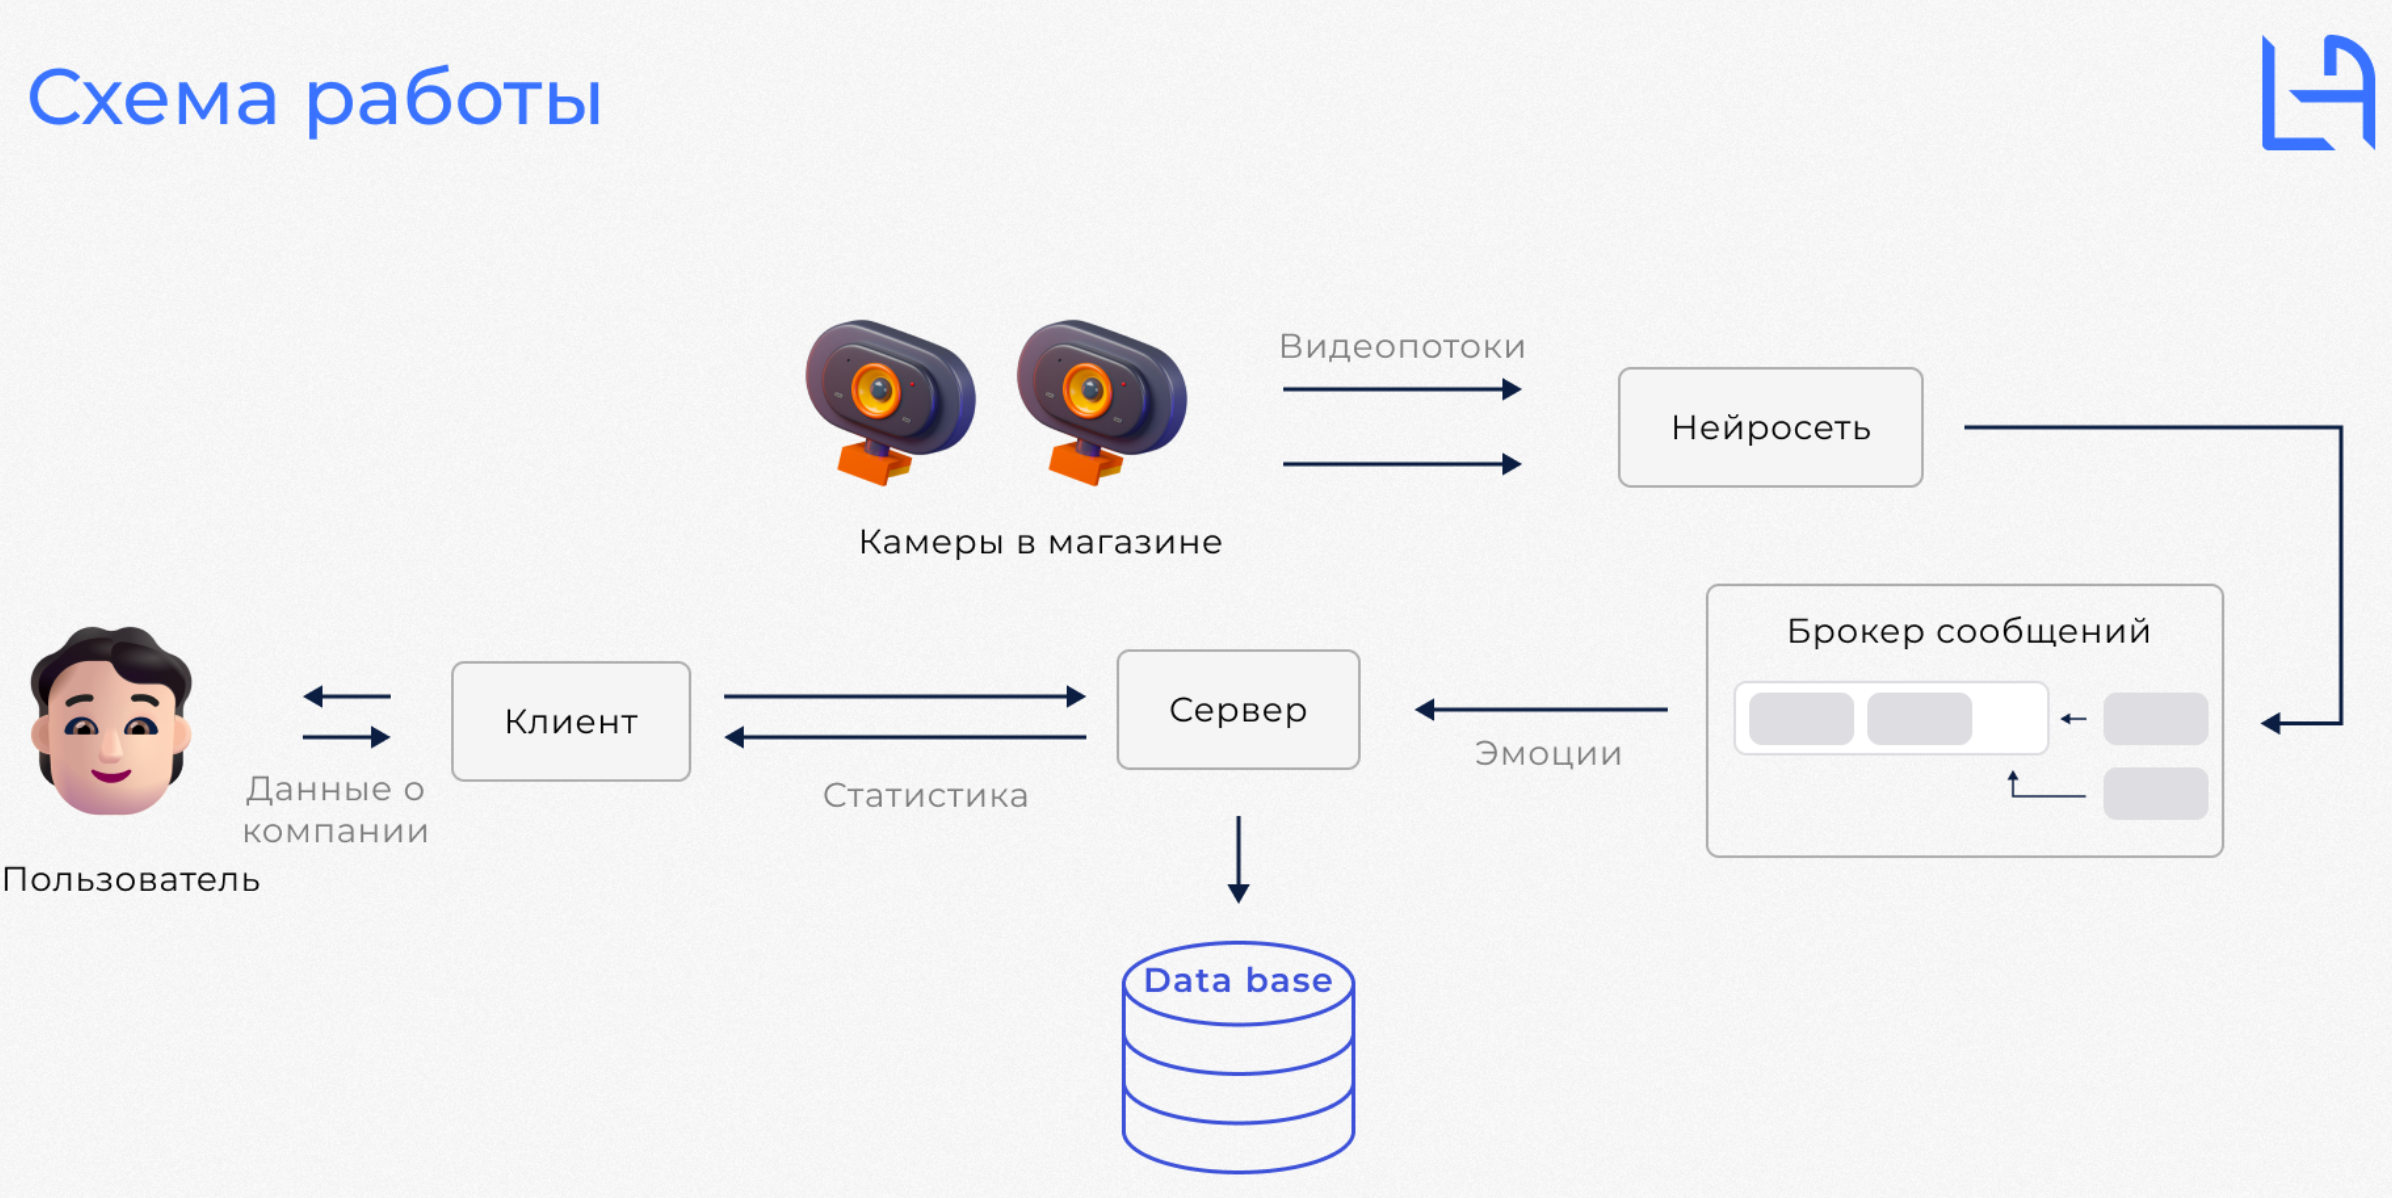 Схема работы
Видеопотоки
Нейросеть
Камеры в магазине
Брокер сообщений
Клиент
Сервер
Эмоции
Данные о
компании
Статистика
Пользователь
Data base